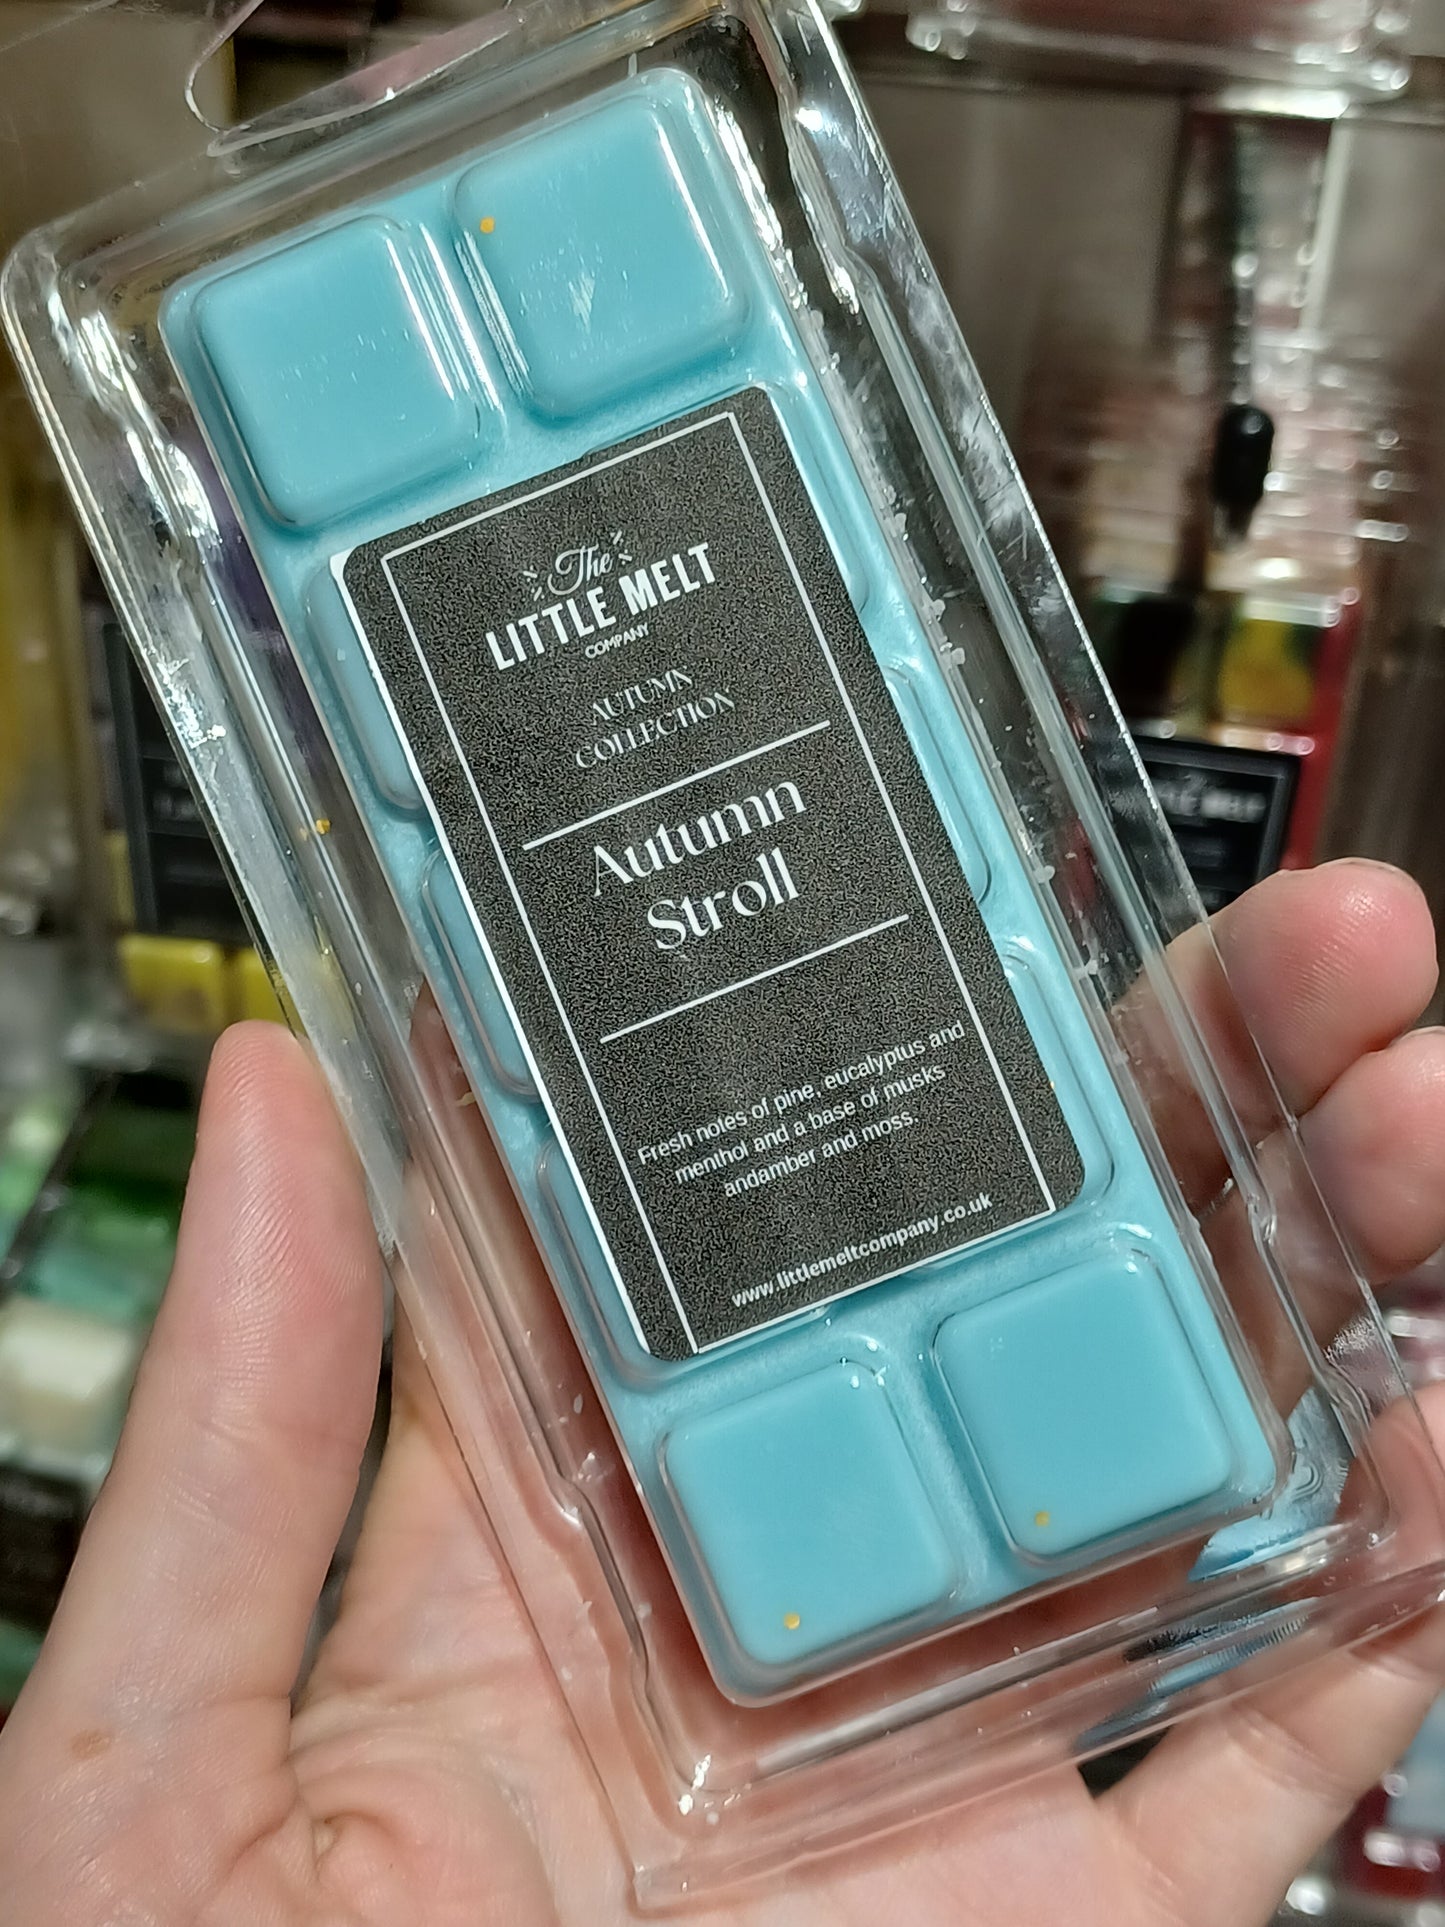 The
LITTLE MELT
COMPANY
AUTUMN
COLLECTION
Autumn
Stroll
Fresh notes of pine, eucalyptus and
menthol and a base of musks
andamber and moss.
www.littlemeltcompany.co.uk